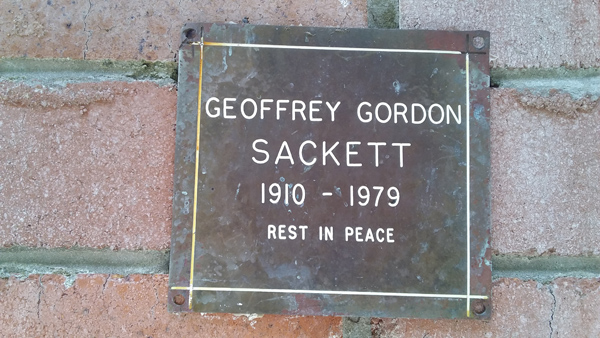 GEOFFREY GORDON
SACKETT
1910 - 1979
REST IN PEACE